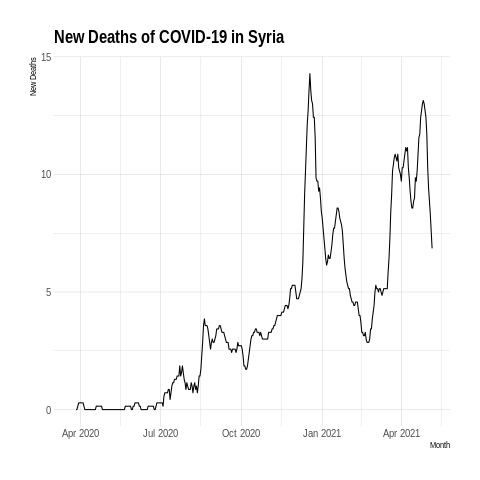 New Deaths of COVID-19 in Syria
New Deaths
15
10
5
0
Apr 2020 Jul 2020 Oct 2020 Jan 2021 Apr 2021
Month